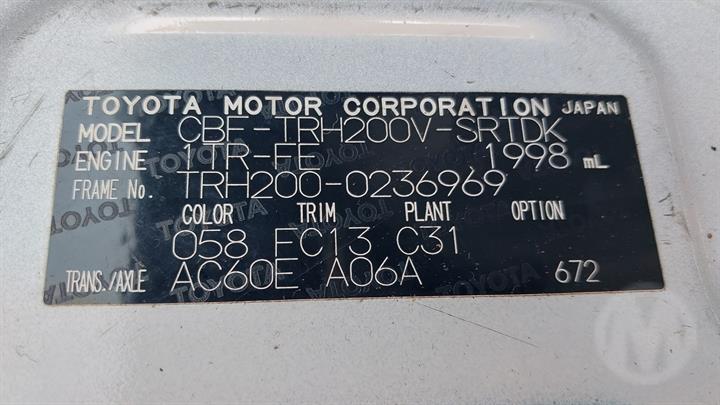 TOYOTA MOTOR CORPORATION JAPAN
MODEL CBF-TRH200V-SRTDK
ENGINE 1TR-FE 1998 mL
FRAME No. TRH200-0236969
COLOR TRIM PLANT OPTION
058 FC13 C31
TRANS./AXLE AC60E A06A 672